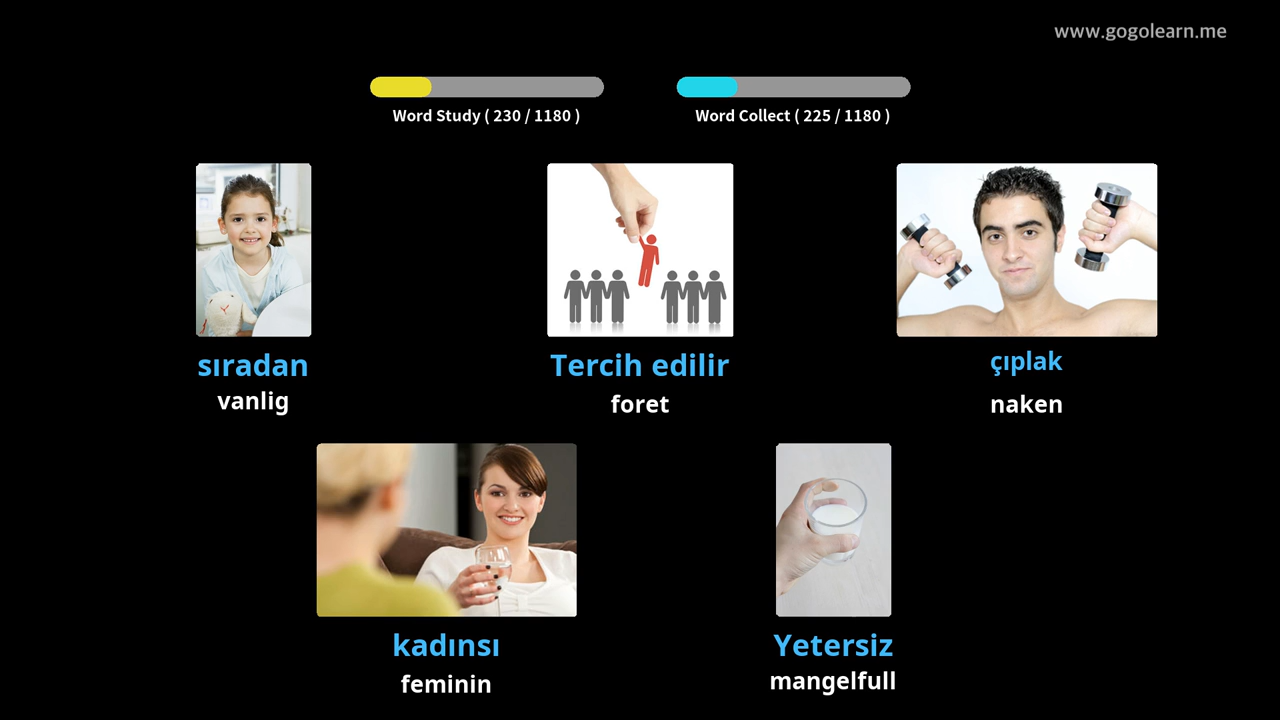 www.gogolearn.me
Word Study ( 230 / 1180 )
Word Collect ( 225 / 1180 )
sıradan
vanlig
Tercih edilir
foret
çıplak
naken
kadınsı
feminin
Yetersiz
mangelfull